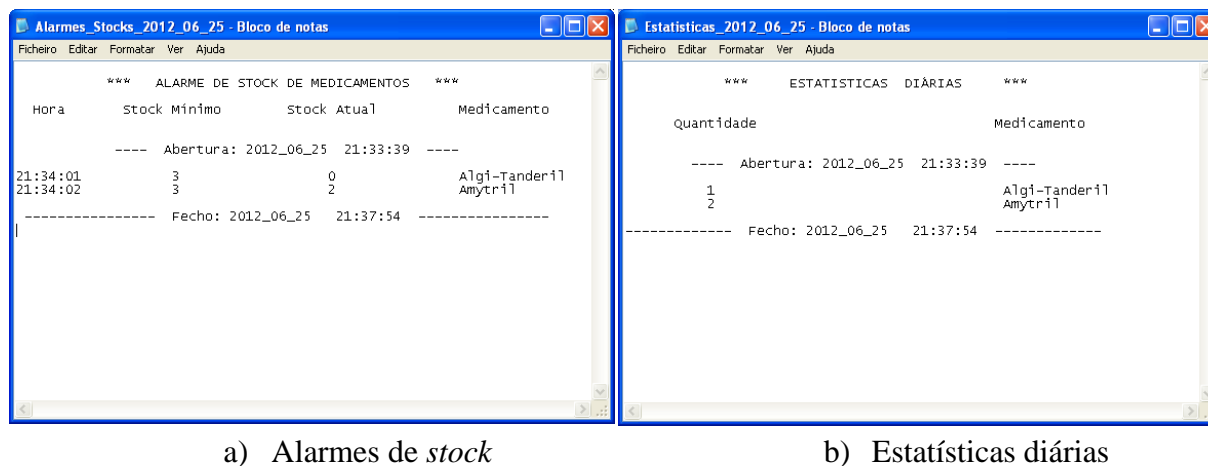 Alarmes_Stocks_2012_06_25 - Bloco de notas
Ficheiro Editar Formatar Ver Ajuda
*** ALARME DE STOCK DE MEDICAMENTOS ***
Hora Stock Mínimo Stock Atual Medicamento
---- Abertura: 2012_06_25 21:33:39 ----
21:34:01 3 0 Algi-Tanderil
21:34:02 3 2 Amytril
---------------- Fecho: 2012_06_25 21:37:54 ----------------
a) Alarmes de stock
Estatisticas_2012_06_25 - Bloco de notas
Ficheiro Editar Formatar Ver Ajuda
*** ESTATISTICAS DIÁRIAS ***
Quantidade Medicamento
---- Abertura: 2012_06_25 21:33:39 ----
1 Algi-Tanderil
2 Amytril
------------- Fecho: 2012_06_25 21:37:54 -------------
b) Estatísticas diárias